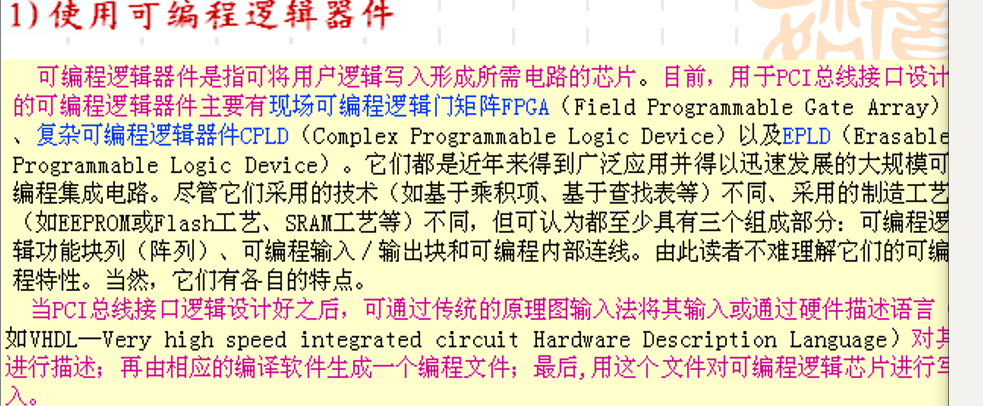 1)使用可编程逻辑器件
可编程逻辑器件是指可将用户逻辑写入形成所需电路的芯片。目前，用于PCI总线接口设计
的可编程逻辑器件主要有现场可编程逻辑门矩阵FPGA（Field Programmable Gate Array）
、复杂可编程逻辑器件CPLD（Complex Programmable Logic Device）以及EPLD（Erasable
Programmable Logic Device）。它们都是近年来得到广泛应用并得以迅速发展的大规模可
编程集成电路。尽管它们采用的技术（如基于乘积项、基于查找表等）不同、采用的制造工艺
（如EEPROM或Flash工艺、SRAM工艺等）不同，但可认为都至少具有三个组成部分：可编程逻
辑功能块列（阵列）、可编程输入／输出块和可编程内部连线。由此读者不难理解它们的可编
程特性。当然，它们有各自的特点。
当PCI总线接口逻辑设计好之后，可通过传统的原理图输入法将其输入或通过硬件描述语言（
如VHDL—Very high speed integrated circuit Hardware Description Language）对其
进行描述；再由相应的编译软件生成一个编程文件；最后,用这个文件对可编程逻辑芯片进行写
入。